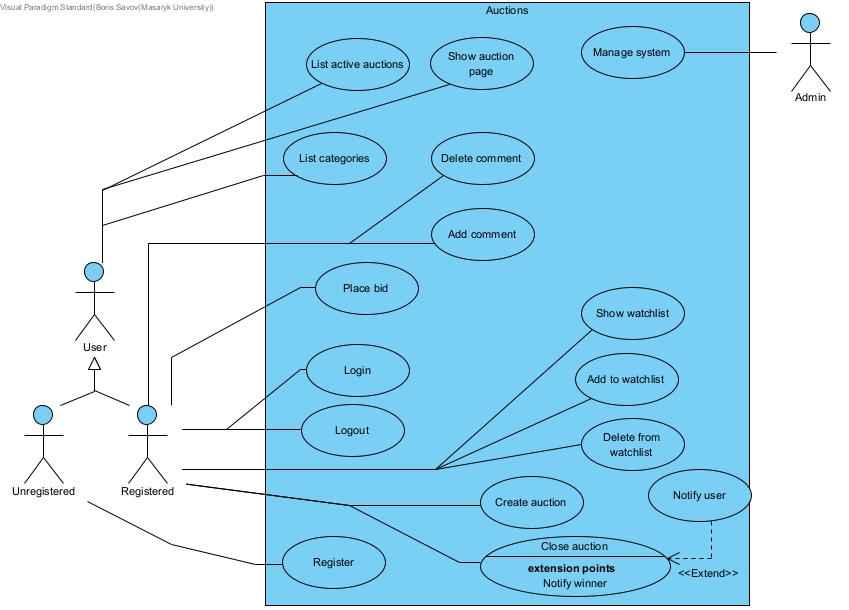 Visual Paradigm Standard(Boris Savov(Masaryk University))
Auctions
List active auctions
Show auction
page
Manage system
Admin
List categories
Delete comment
Add comment
Place bid
User
Show watchlist
Login
Add to watchlist
Logout
Delete from
watchlist
Unregistered
Registered
Create auction
Notify user
Register
Close auction
extension points
Notify winner
<<Extend>>